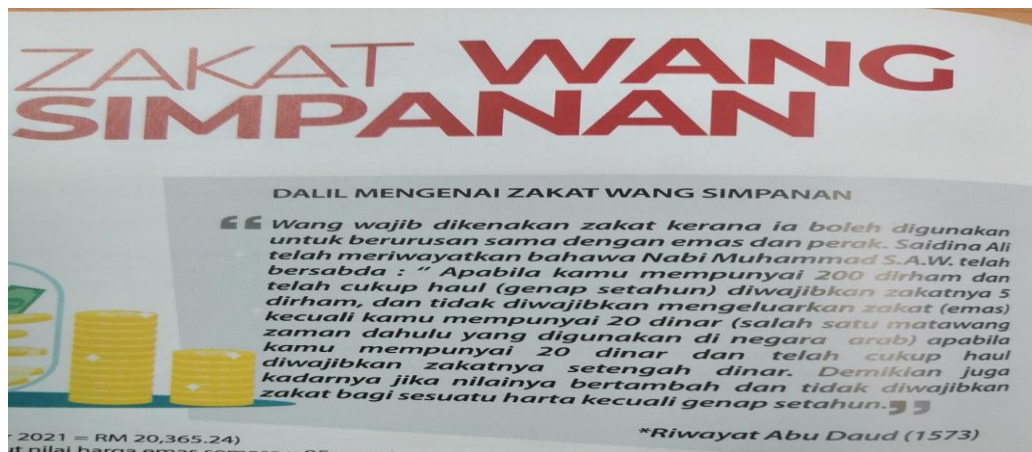 ZAKAT WANG
SIMPANAN
DALIL MENGENAI ZAKAT WANG SIMPANAN
“ Wang wajib dikenakan zakat kerana ia boleh digunakan
untuk berurusan sama dengan emas dan perak. Saidina Ali
telah meriwayatkan bahawa Nabi Muhammad S.A.W. telah
bersabda : “ Apabila kamu mempunyai 200 dirham dan
telah cukup haul (genap setahun) diwajibkan zakatnya 5
dirham, dan tidak diwajibkan mengeluarkan zakat (emas)
kecuali kamu mempunyai 20 dinar (salah satu matawang
zaman dahulu yang digunakan di negara arab) apabila
kamu mempunyai 20 dinar dan telah cukup haul
diwajibkan zakatnya setengah dinar. Demikian juga
kadarnya jika nilainya bertambah dan tidak diwajibkan
zakat bagi sesuatu harta kecuali genap setahun.”
*Riwayat Abu Daud (1573)
2021 = RM 20,365.24)
nilai harga emas semasa